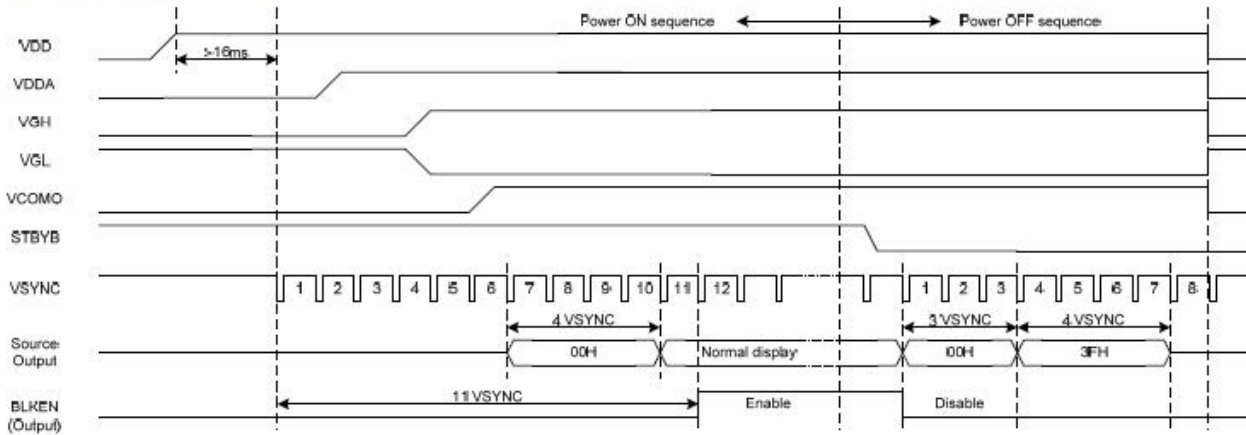 Power ON sequence
Power OFF sequence
VDD
>16ms
VDDA
VGH
VGL
VCOMO
STBYB
VSYNC
1 2 3 4 5 6 7 8 9 10 11 12 1 2 3 4 5 6 7 8
4 VSYNC
3 VSYNC
4 VSYNC
Source
Output
00H
Normal display
00H
3FH
11 VSYNC
BLKEN
(Output)
Enable
Disable